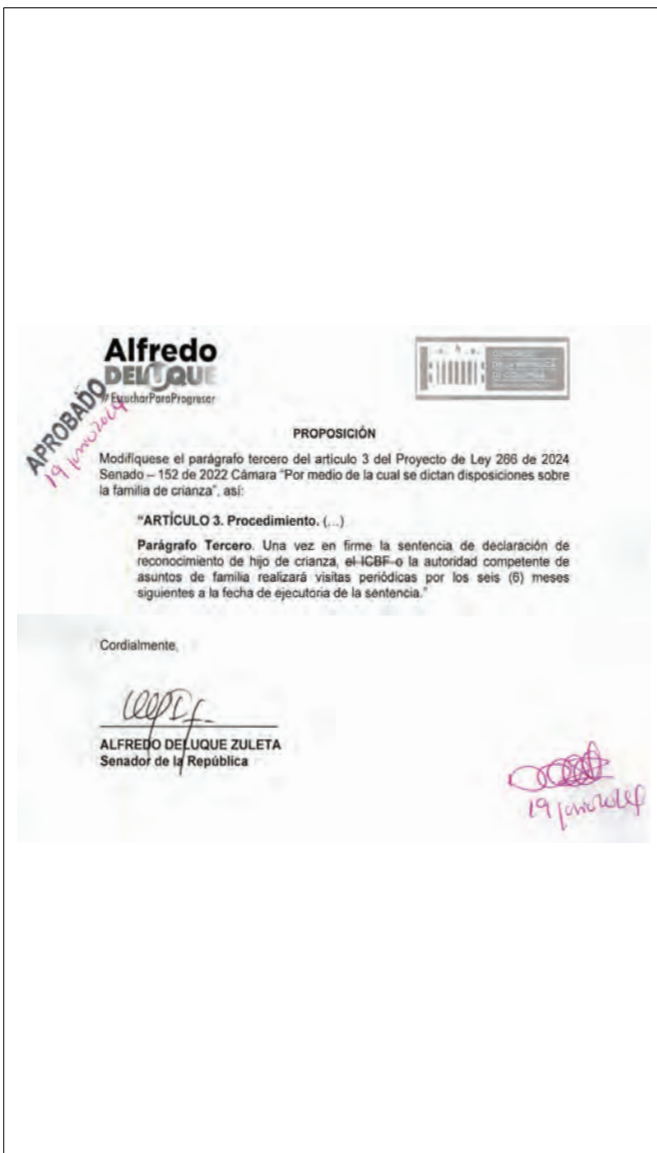 Alfredo
DELUQUE
#EscucharParaProgresar
APROBADO
19 junio 2024
PROPOSICIÓN
Modifíquese el parágrafo tercero del artículo 3 del Proyecto de Ley 266 de 2024
Senado – 152 de 2022 Cámara "Por medio de la cual se dictan disposiciones sobre
la familia de crianza", así:
"ARTÍCULO 3. Procedimiento. (...)
Parágrafo Tercero. Una vez en firme la sentencia de declaración de
reconocimiento de hijo de crianza, el ICBF o la autoridad competente de
asuntos de familia realizará visitas periódicas por los seis (6) meses
siguientes a la fecha de ejecutoria de la sentencia."
Cordialmente,
ALFREDO DELUQUE ZULETA
Senador de la República
19 junio 2024